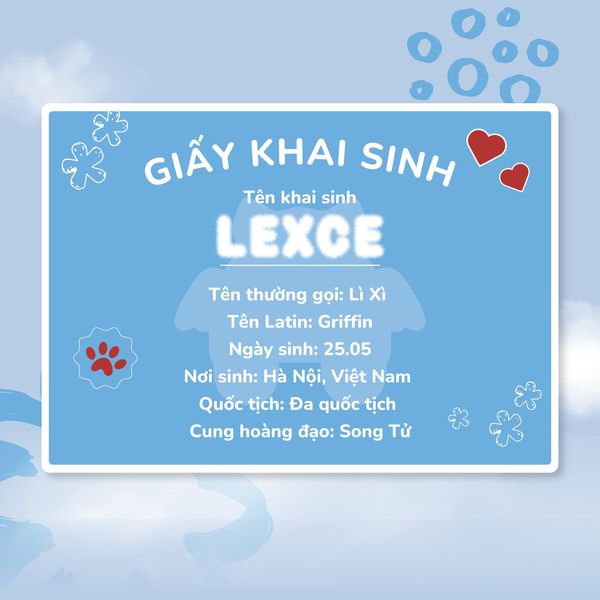 GIẤY KHAI SINH
Tên khai sinh
LEXCE
Tên thường gọi: Lì Xì
Tên Latin: Griffin
Ngày sinh: 25.05
Nơi sinh: Hà Nội, Việt Nam
Quốc tịch: Đa quốc tịch
Cung hoàng đạo: Song Tử